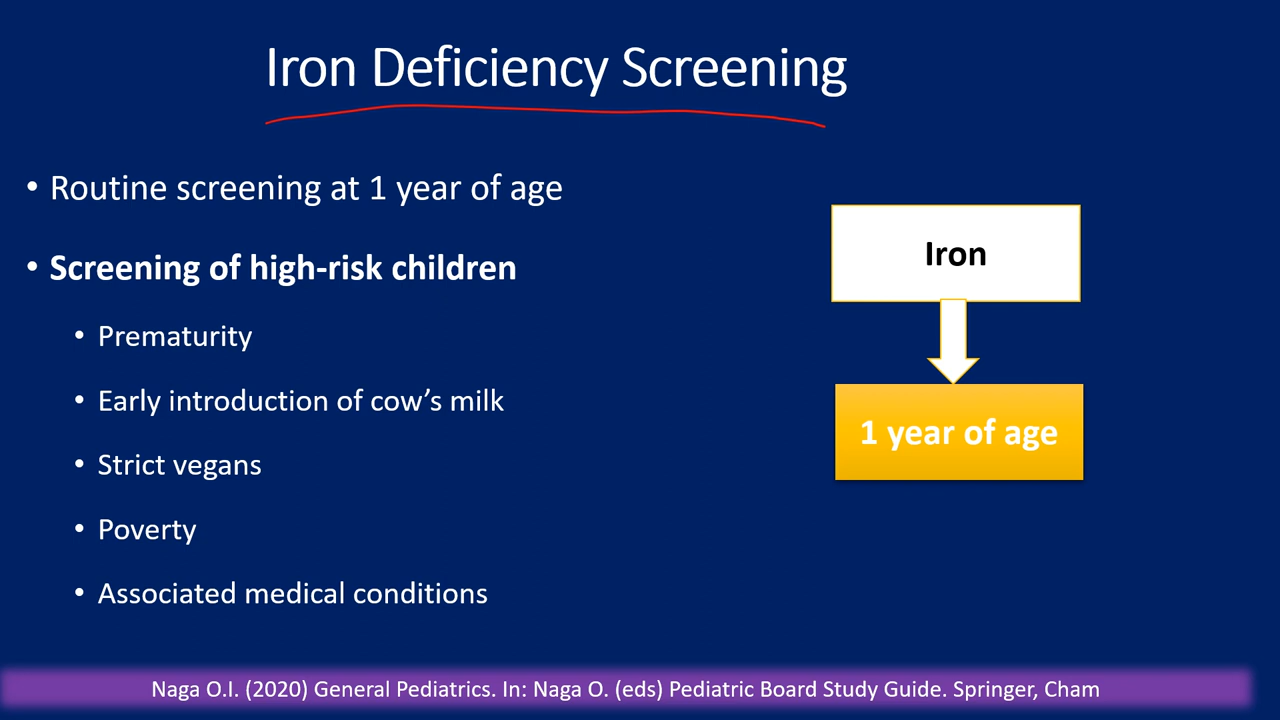 Iron Deficiency Screening
• Routine screening at 1 year of age
• Screening of high-risk children
• Prematurity
• Early introduction of cow’s milk
• Strict vegans
• Poverty
• Associated medical conditions
Iron
1 year of age
Naga O.I. (2020) General Pediatrics. In: Naga O. (eds) Pediatric Board Study Guide. Springer, Cham